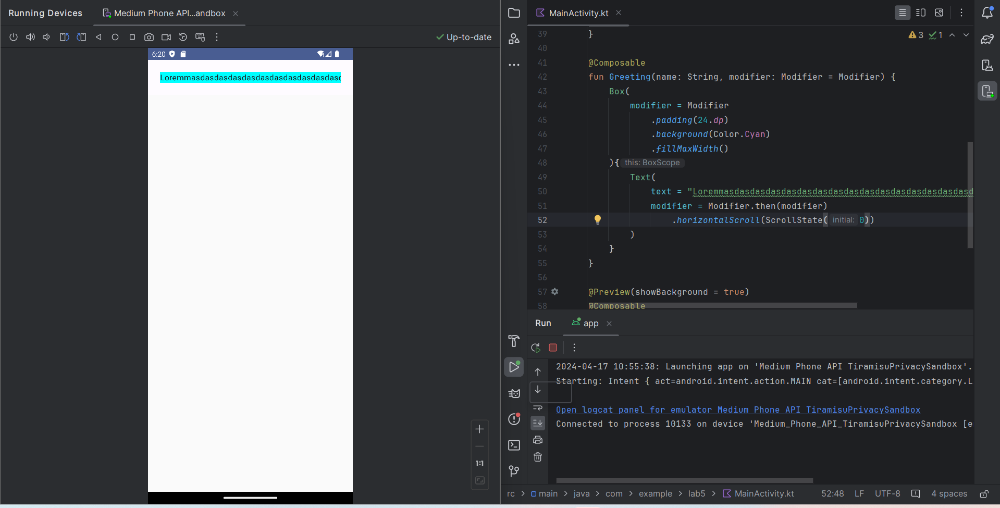 Running Devices
Medium Phone API...andbox
Up-to-date
6:20
Loremmasdasdasdasdasdasdasdasdasdasdasd
1:1
MainActivity.kt
3
1
39 }
40
41 @Composable
42 fun Greeting(name: String, modifier: Modifier = Modifier) {
43 Box(
44 modifier = Modifier
45 .padding(24.dp)
46 .background(Color.Cyan)
47 .fillMaxWidth()
48 ){ this: BoxScope
49 Text(
50 text = "Loremmasdasdasdasdasdasdasdasdasdasdasdasdasdasdasdasd
51 modifier = Modifier.then(modifier)
52 .horizontalScroll(ScrollState( initial: 0))
53 )
54 }
55 }
56
57 @Preview(showBackground = true)
58 @Composable
Run
app
2024-04-17 10:55:38: Launching app on 'Medium Phone API TiramisuPrivacySandbox'.
Starting: Intent { act=android.intent.action.MAIN cat=[android.intent.category.L
Open logcat panel for emulator Medium Phone API TiramisuPrivacySandbox
Connected to process 10133 on device 'Medium_Phone_API_TiramisuPrivacySandbox [e
rc > main > java > com > example > lab5 > MainActivity.kt
52:48 LF UTF-8 4 spaces